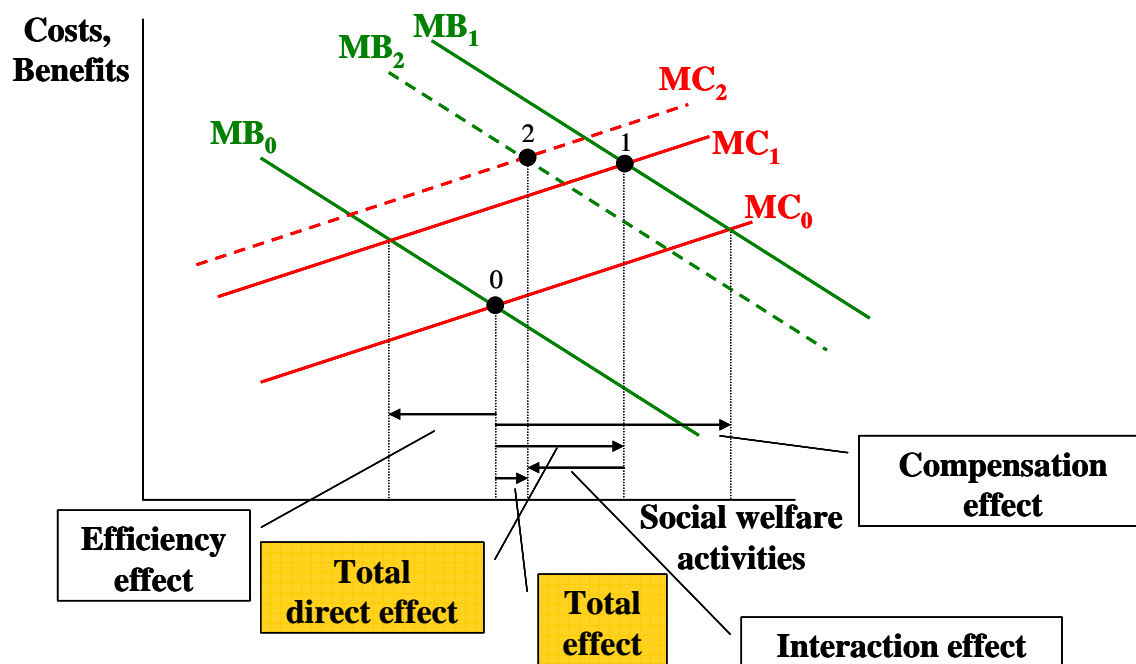 Costs,
Benefits
MB₁
MB₂
MC₂
MB₀
2
1
MC₁
MC₀
0
Compensation
effect
Social welfare
activities
Efficiency
effect
Total
direct effect
Total
effect
Interaction effect